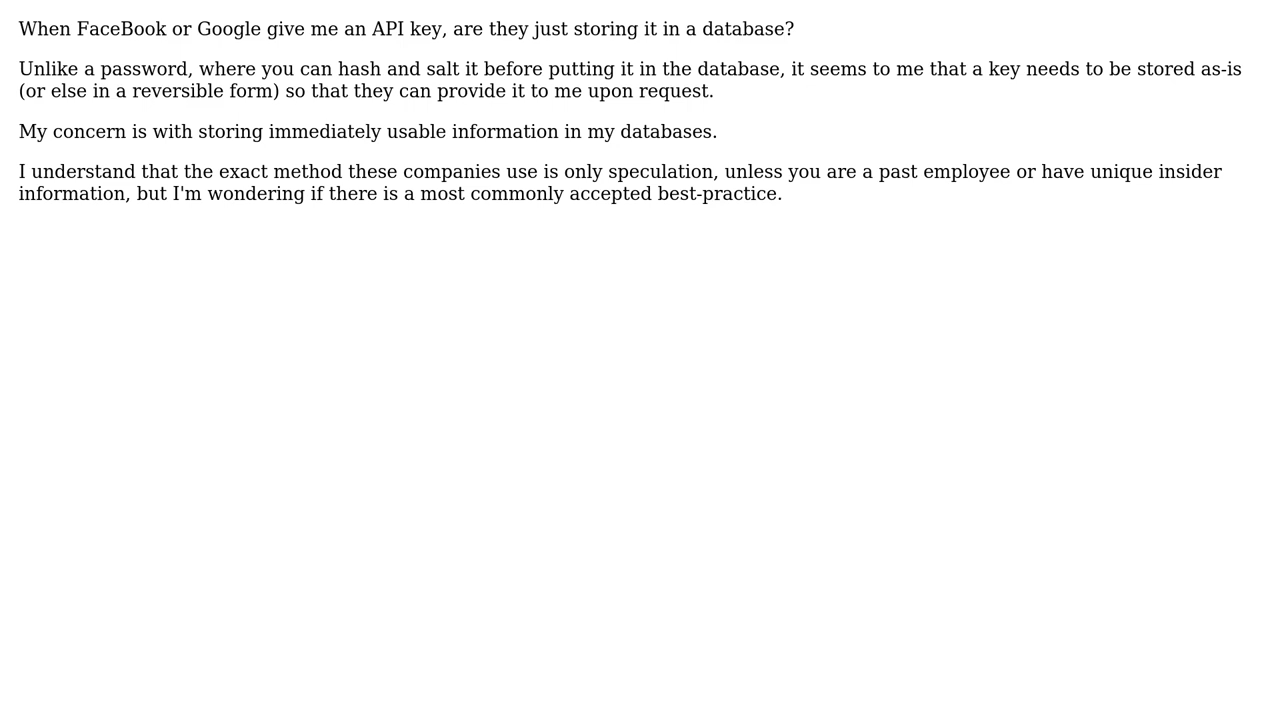 When FaceBook or Google give me an API key, are they just storing it in a database?
Unlike a password, where you can hash and salt it before putting it in the database, it seems to me that a key needs to be stored as-is
(or else in a reversible form) so that they can provide it to me upon request.
My concern is with storing immediately usable information in my databases.
I understand that the exact method these companies use is only speculation, unless you are a past employee or have unique insider
information, but I'm wondering if there is a most commonly accepted best-practice.